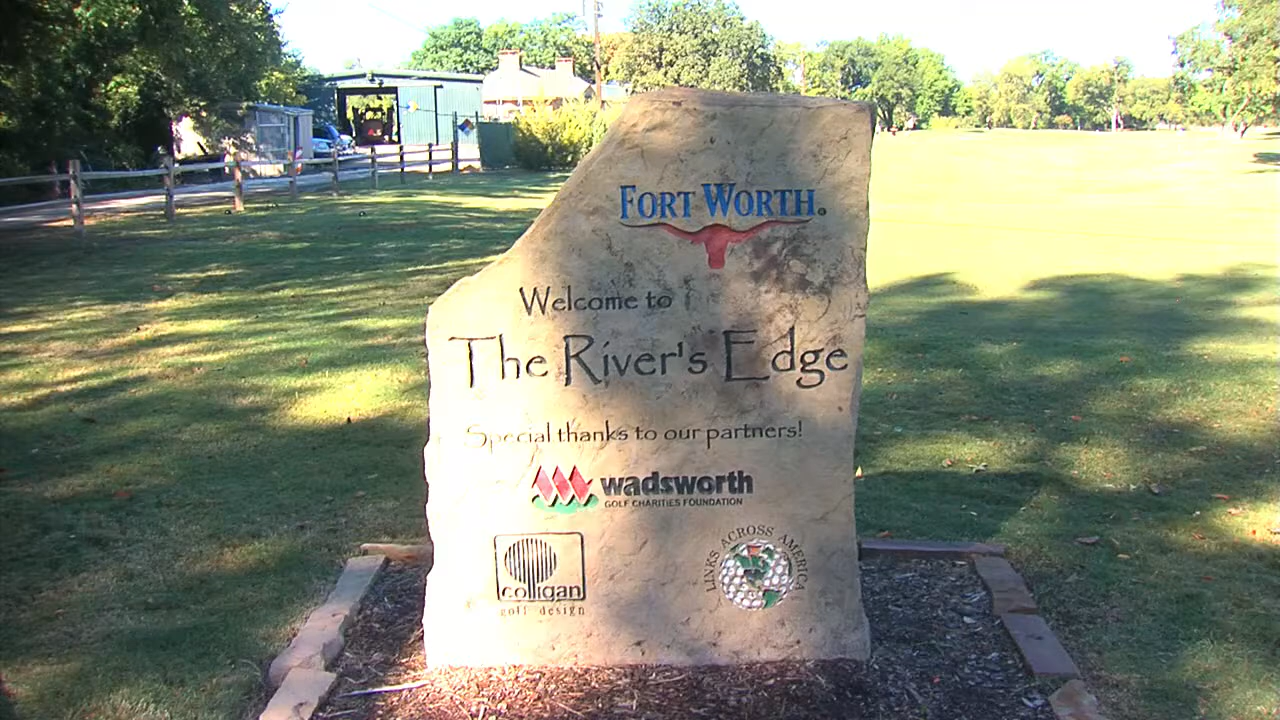 FORT WORTH®
Welcome to
The River's Edge
Special thanks to our partners!
wadsworth
GOLF CHARITIES FOUNDATION
colligan
golf design
LINKS ACROSS AMERICA